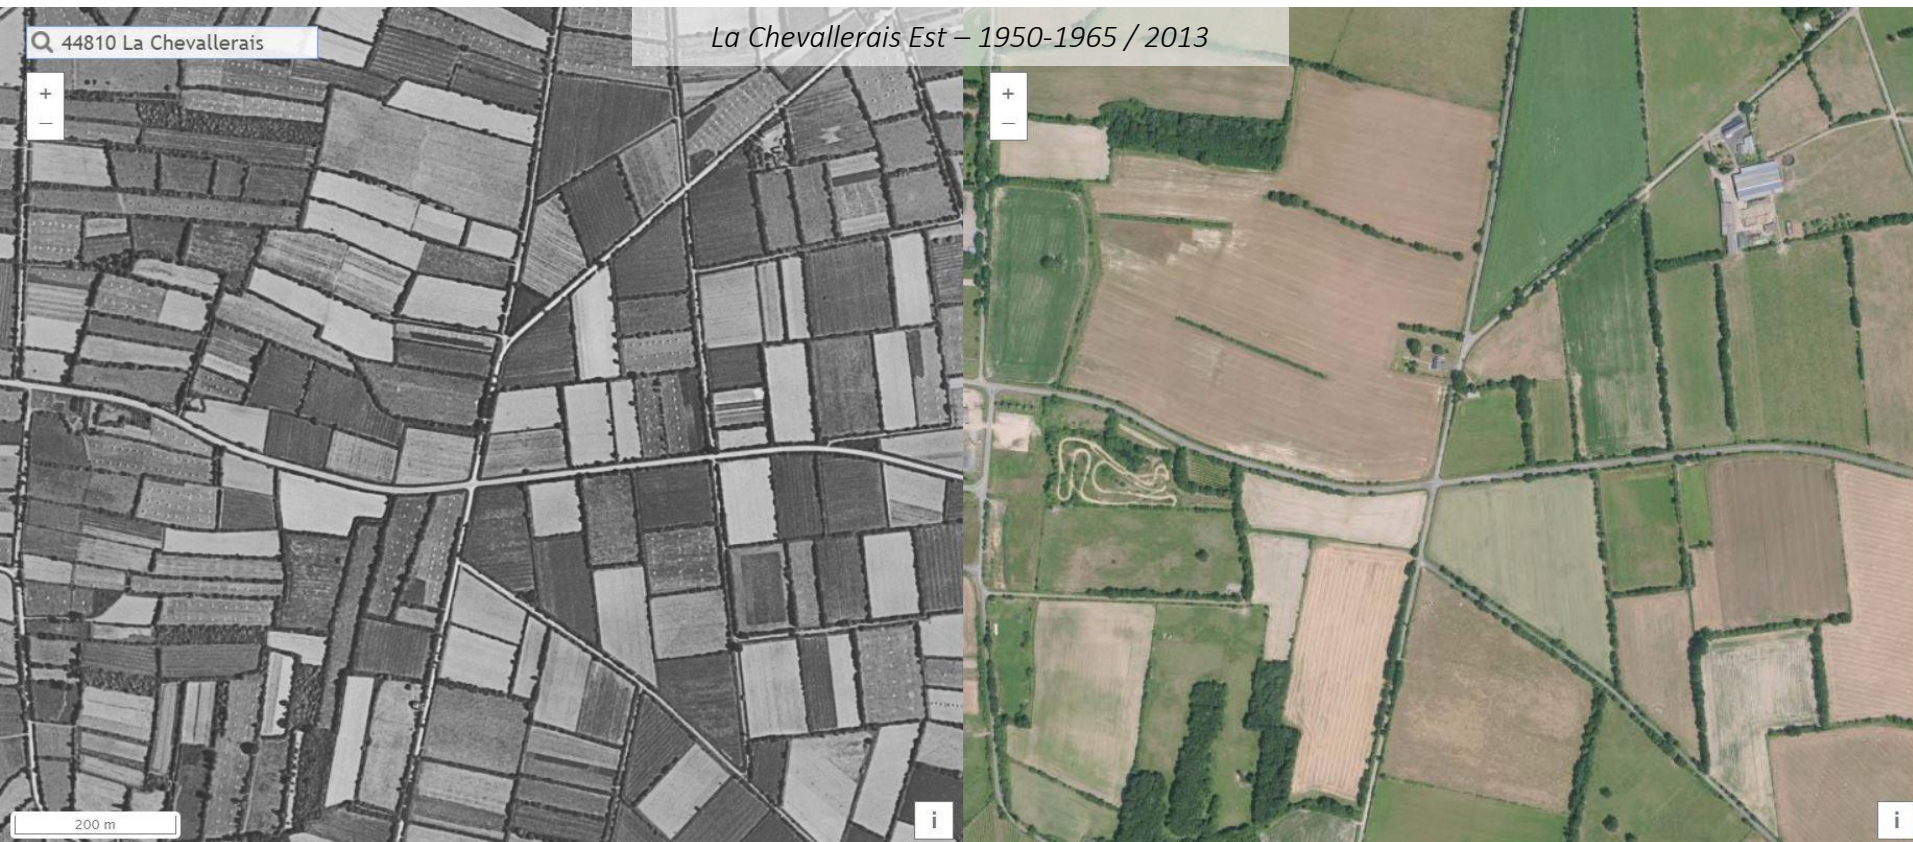 La Chevallerais Est – 1950-1965 / 2013
44810 La Chevallerais
+
–
+
–
200 m
i
i